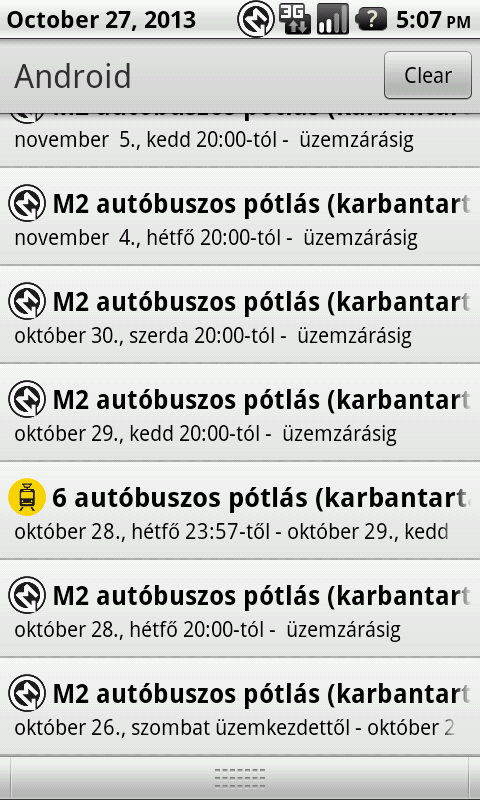 October 27, 2013 3G ? 5:07 PM
Android Clear
M2 autóbuszos pótlás (karbantart
november 5., kedd 20:00-tól - üzemzárásig
M2 autóbuszos pótlás (karbantart
november 4., hétfő 20:00-tól - üzemzárásig
M2 autóbuszos pótlás (karbantart
október 30., szerda 20:00-tól - üzemzárásig
M2 autóbuszos pótlás (karbantart
október 29., kedd 20:00-tól - üzemzárásig
6 autóbuszos pótlás (karbantarta
október 28., hétfő 23:57-től - október 29., kedd
M2 autóbuszos pótlás (karbantart
október 28., hétfő 20:00-tól - üzemzárásig
M2 autóbuszos pótlás (karbantart
október 26., szombat üzemkezdettől - október 2